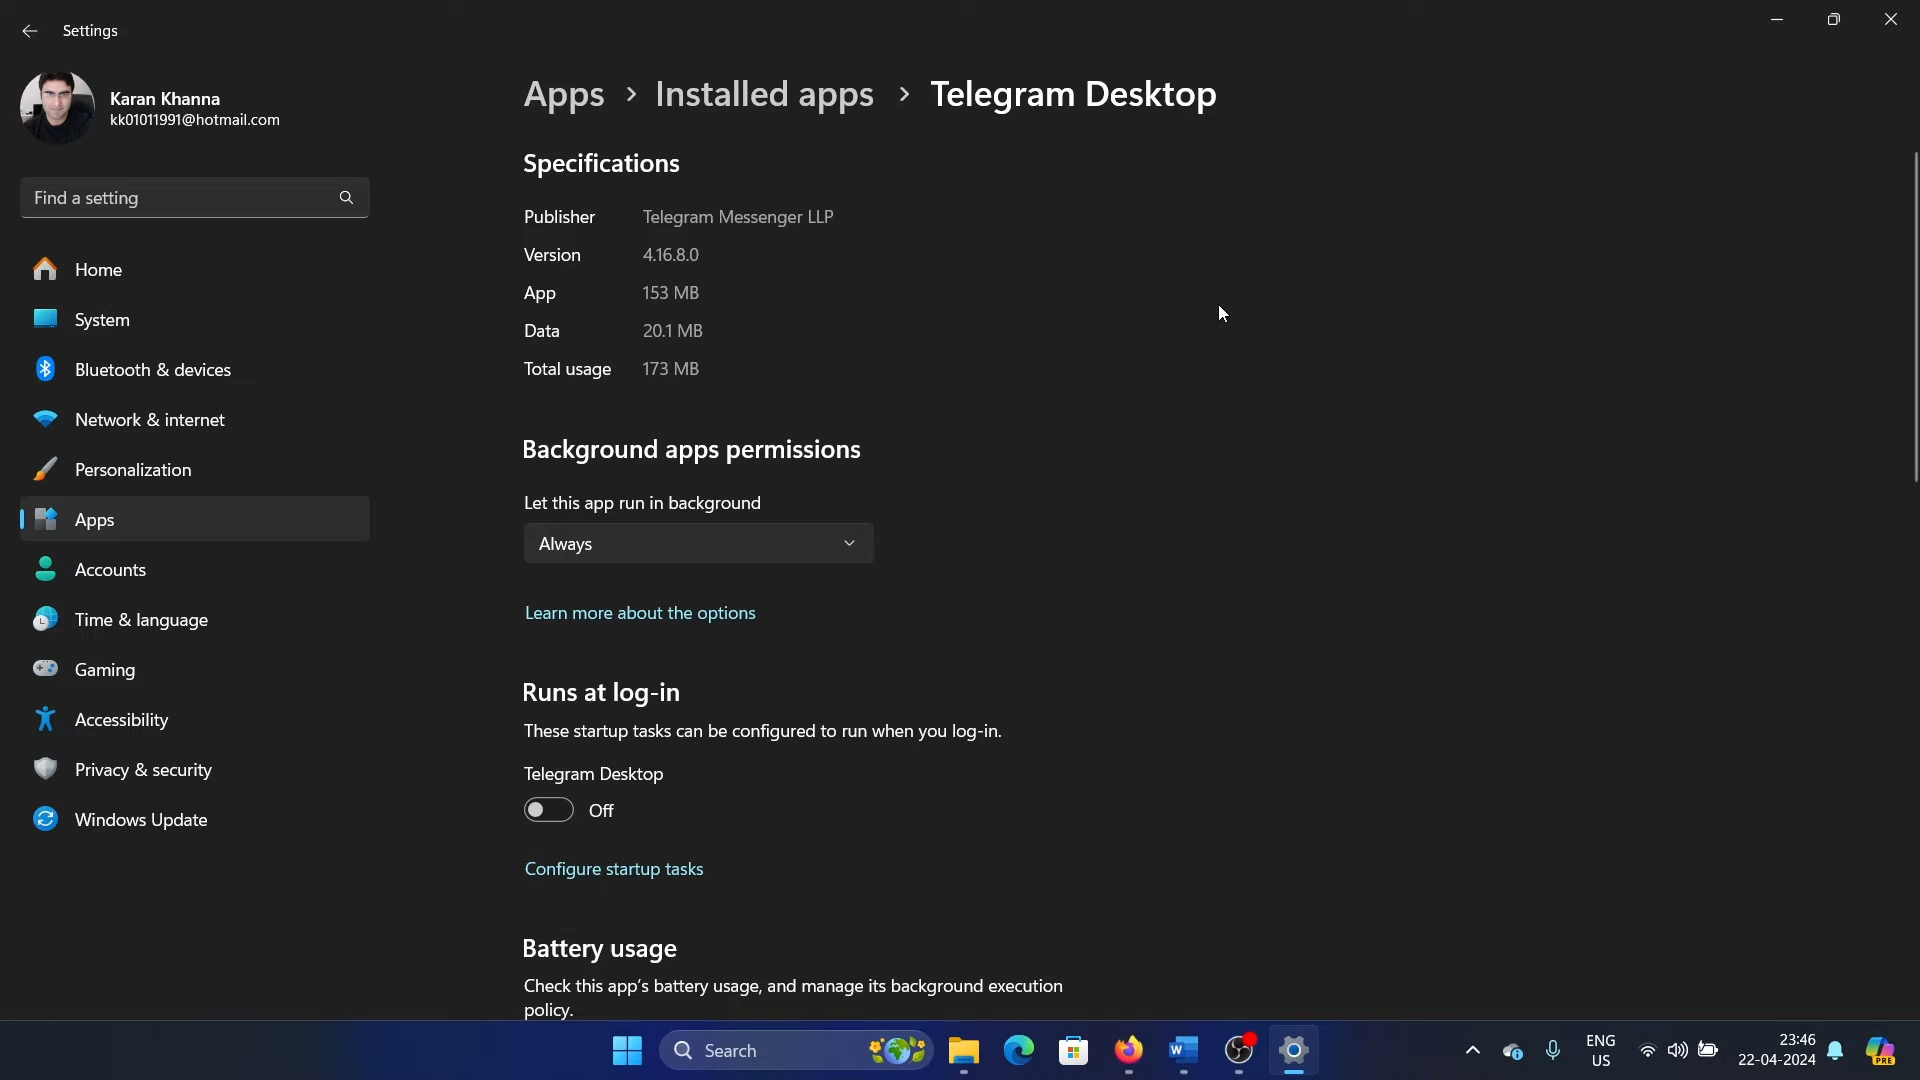 Settings
Karan Khanna
kk01011991@hotmail.com
Find a setting
Home
System
Bluetooth & devices
Network & internet
Personalization
Apps
Accounts
Time & language
Gaming
Accessibility
Privacy & security
Windows Update
Apps > Installed apps > Telegram Desktop
Specifications
Publisher Telegram Messenger LLP
Version 4.16.8.0
App 153 MB
Data 20.1 MB
Total usage 173 MB
Background apps permissions
Let this app run in background
Always
Learn more about the options
Runs at log-in
These startup tasks can be configured to run when you log-in.
Telegram Desktop
Off
Configure startup tasks
Battery usage
Check this app's battery usage, and manage its background execution
policy.
Search
W
ENG
US
23:46
22-04-2024
PRE